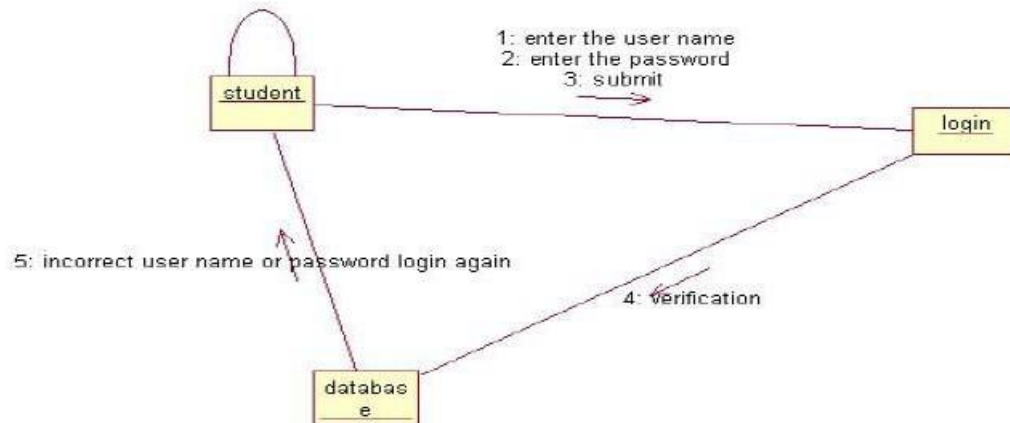 1: enter the user name
2: enter the password
3: submit
student
login
5: incorrect user name or password login again
4: verification
databas
e